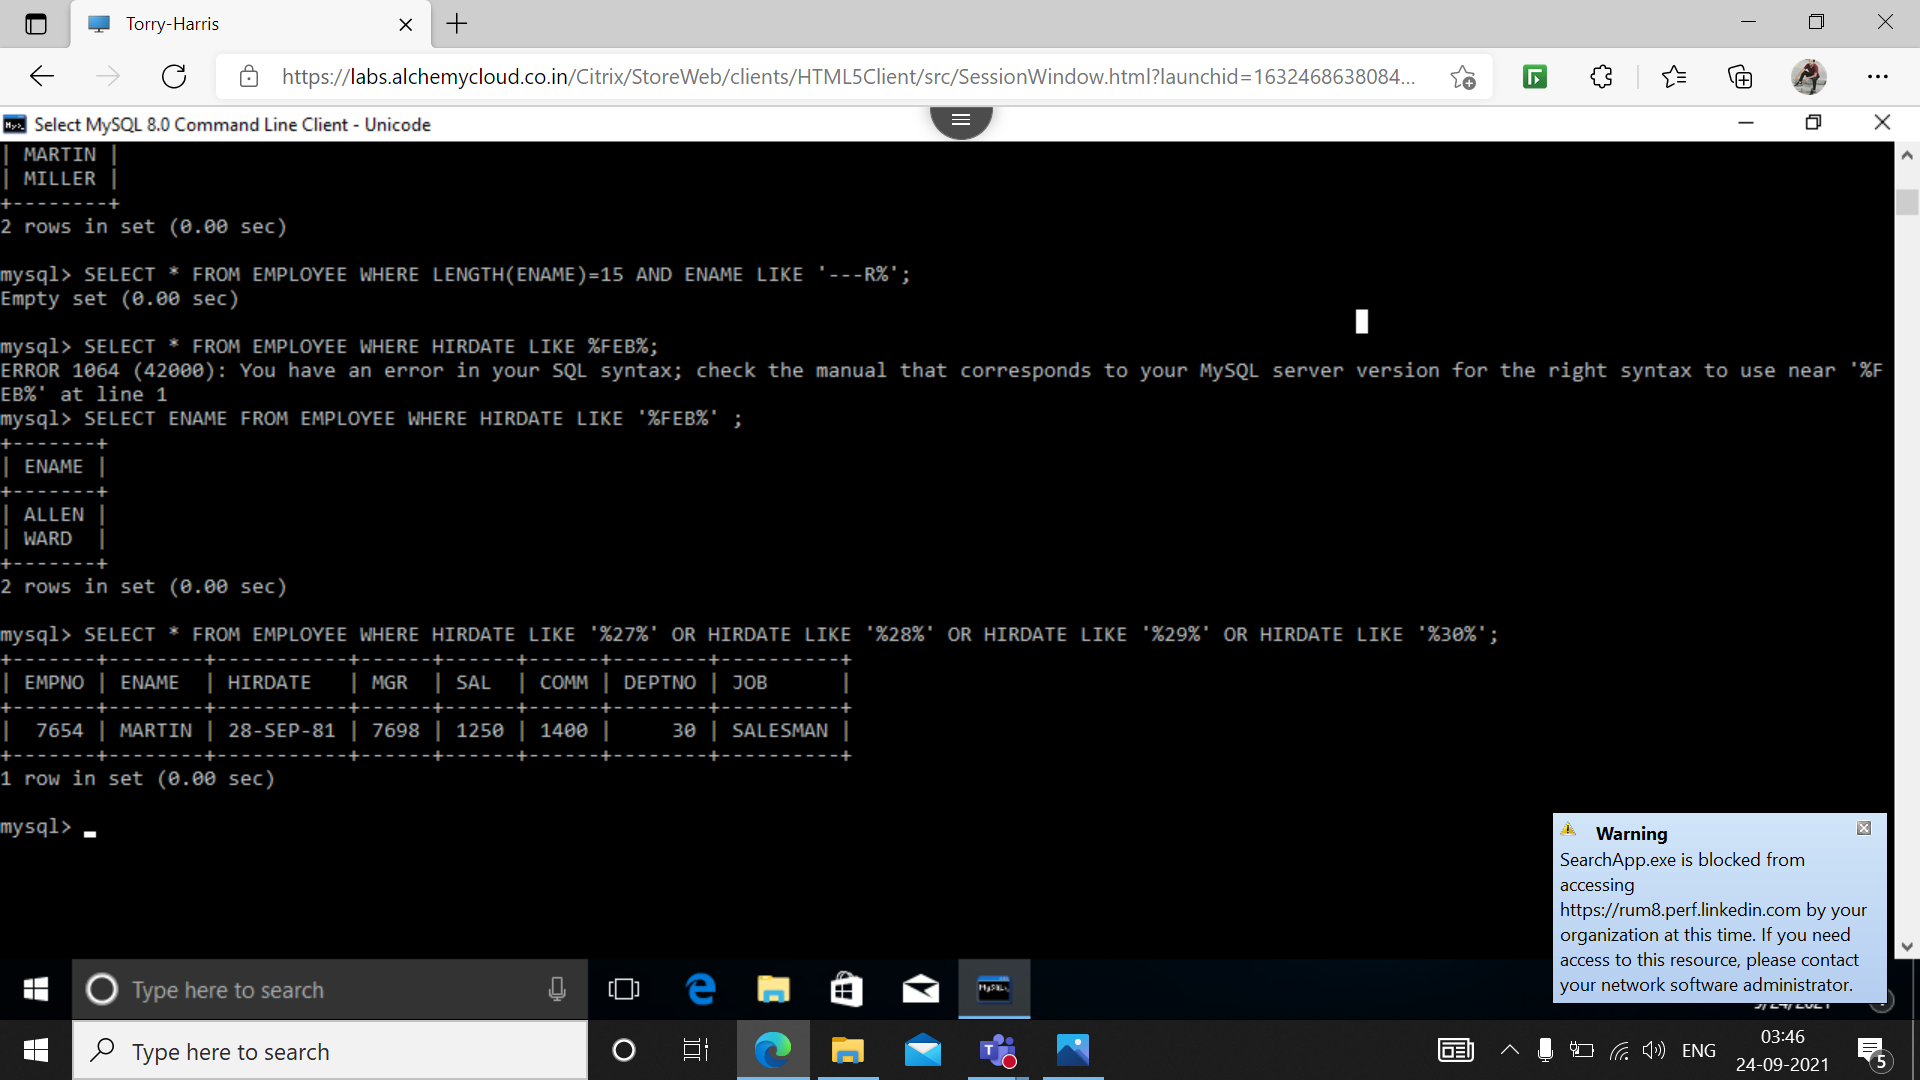 Torry-Harris
https://labs.alchemycloud.co.in/Citrix/StoreWeb/clients/HTML5Client/src/SessionWindow.html?launchid=1632468638084...
Select MySQL 8.0 Command Line Client - Unicode
| MARTIN |
| MILLER |
+--------+
2 rows in set (0.00 sec)
mysql> SELECT * FROM EMPLOYEE WHERE LENGTH(ENAME)=15 AND ENAME LIKE '---R%';
Empty set (0.00 sec)
mysql> SELECT * FROM EMPLOYEE WHERE HIRDATE LIKE %FEB%;
ERROR 1064 (42000): You have an error in your SQL syntax; check the manual that corresponds to your MySQL server version for the right syntax to use near '%F
EB%' at line 1
mysql> SELECT ENAME FROM EMPLOYEE WHERE HIRDATE LIKE '%FEB%' ;
+-------+
| ENAME |
+-------+
| ALLEN |
| WARD  |
+-------+
2 rows in set (0.00 sec)
mysql> SELECT * FROM EMPLOYEE WHERE HIRDATE LIKE '%27%' OR HIRDATE LIKE '%28%' OR HIRDATE LIKE '%29%' OR HIRDATE LIKE '%30%';
+-------+--------+-----------+------+------+------+--------+----------+
| EMPNO | ENAME  | HIRDATE   | MGR  | SAL  | COMM | DEPTNO | JOB      |
+-------+--------+-----------+------+------+------+--------+----------+
|  7654 | MARTIN | 28-SEP-81 | 7698 | 1250 | 1400 |     30 | SALESMAN |
+-------+--------+-----------+------+------+------+--------+----------+
1 row in set (0.00 sec)
mysql>
Warning
SearchApp.exe is blocked from
accessing
https://rum8.perf.linkedin.com by your
organization at this time. If you need
access to this resource, please contact
your network software administrator.
Type here to search
Type here to search
ENG
03:46
24-09-2021
5